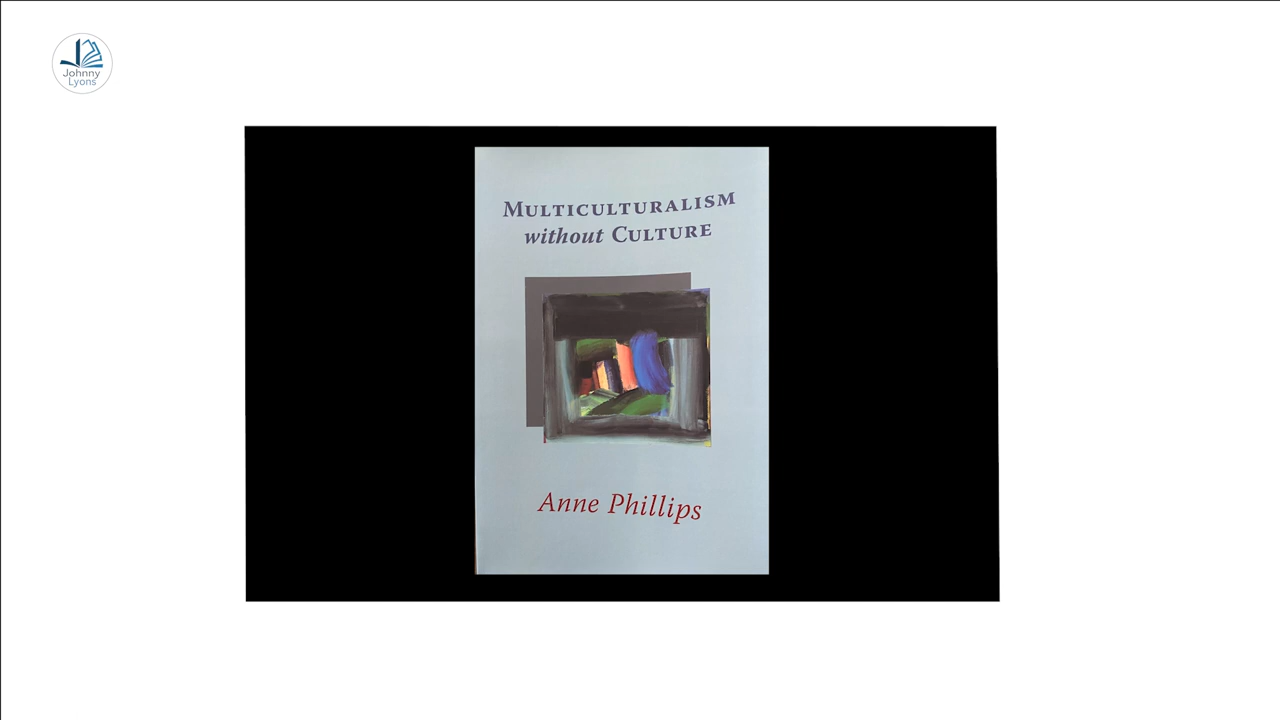 Johnny
Lyons
MULTICULTURALISM
without CULTURE
Anne Phillips